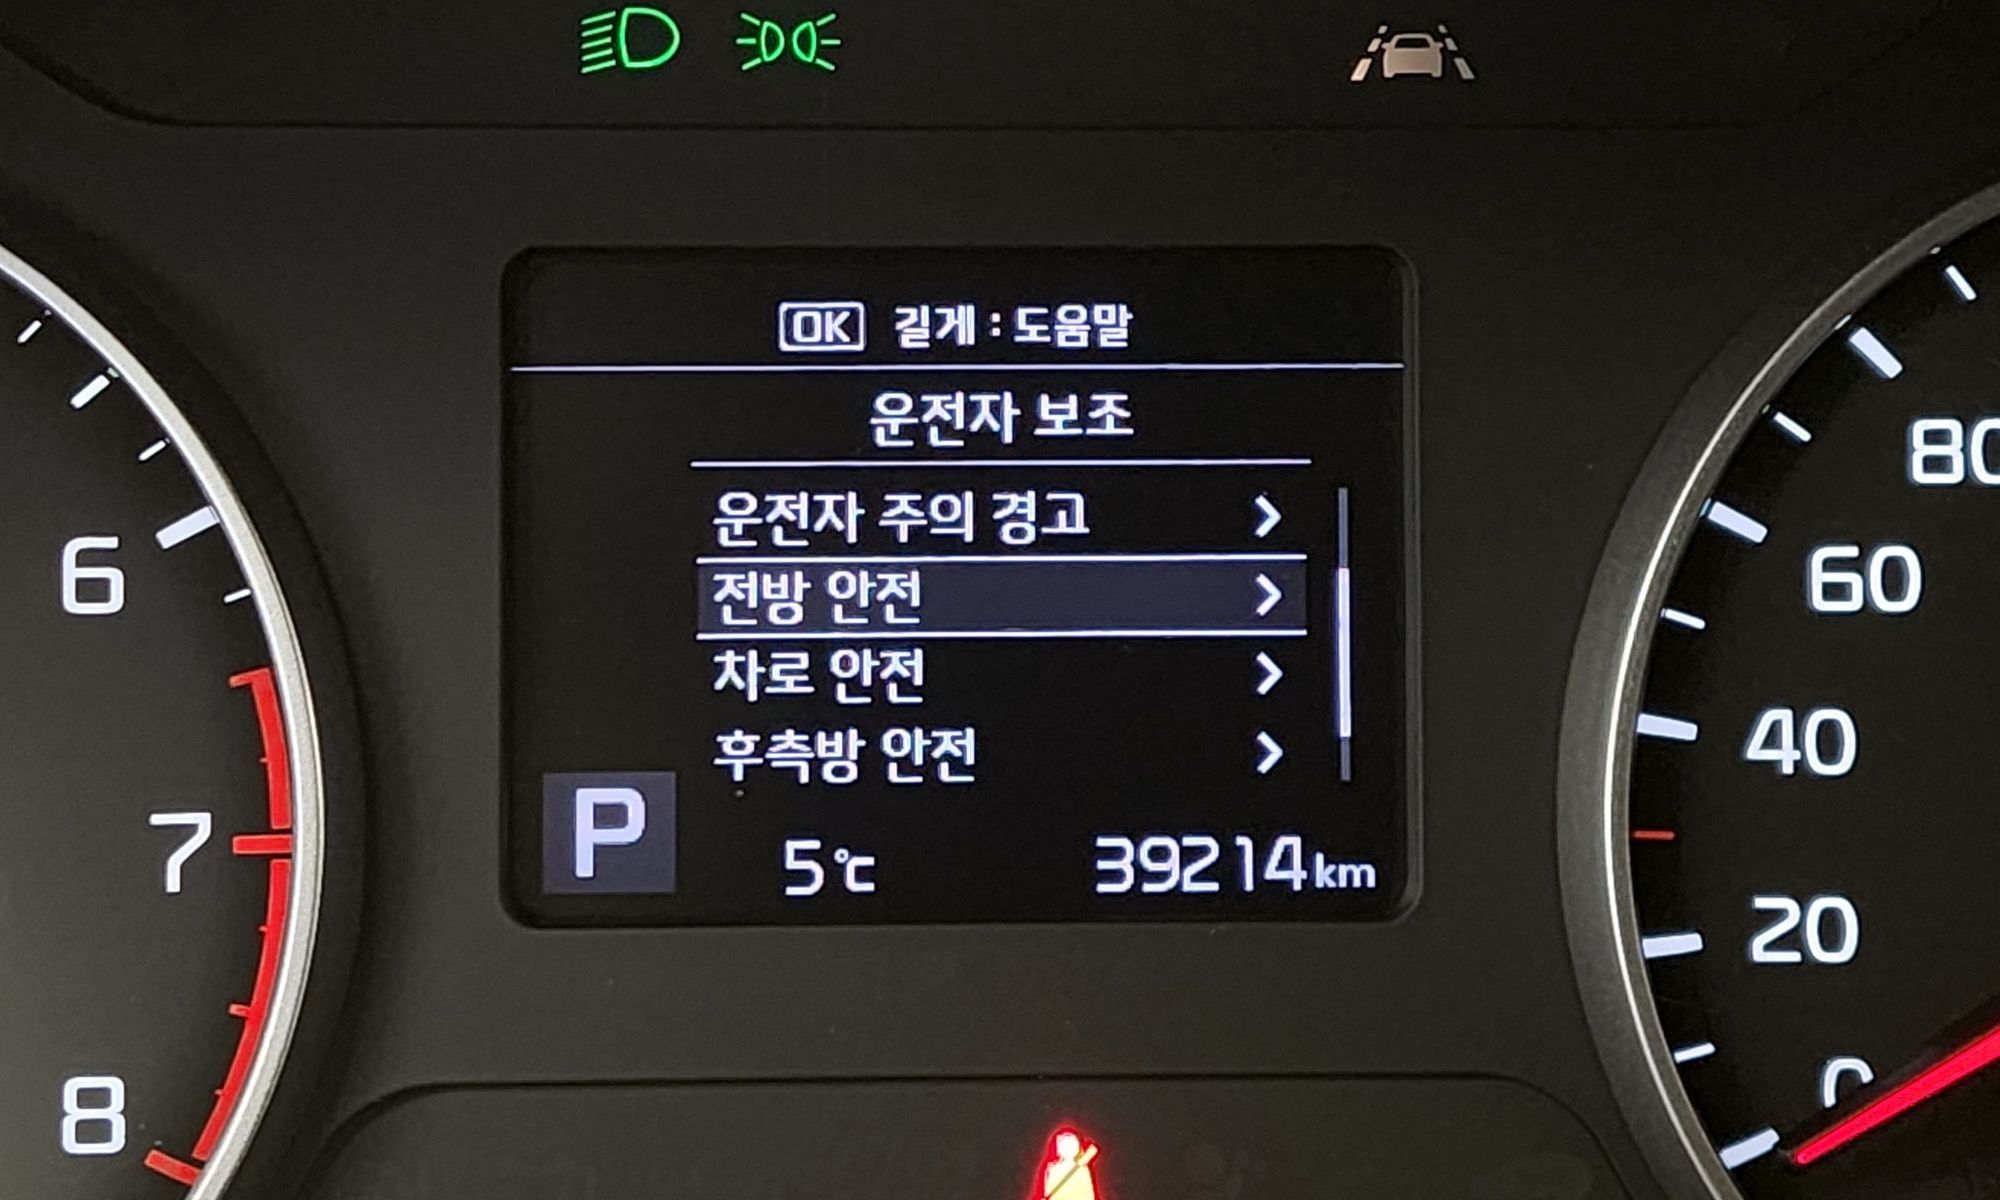 OK 길게 : 도움말
운전자 보조
운전자 주의 경고
전방 안전
차로 안전
후측방 안전
P
5℃
39214km
6
7
8
80
60
40
20
0